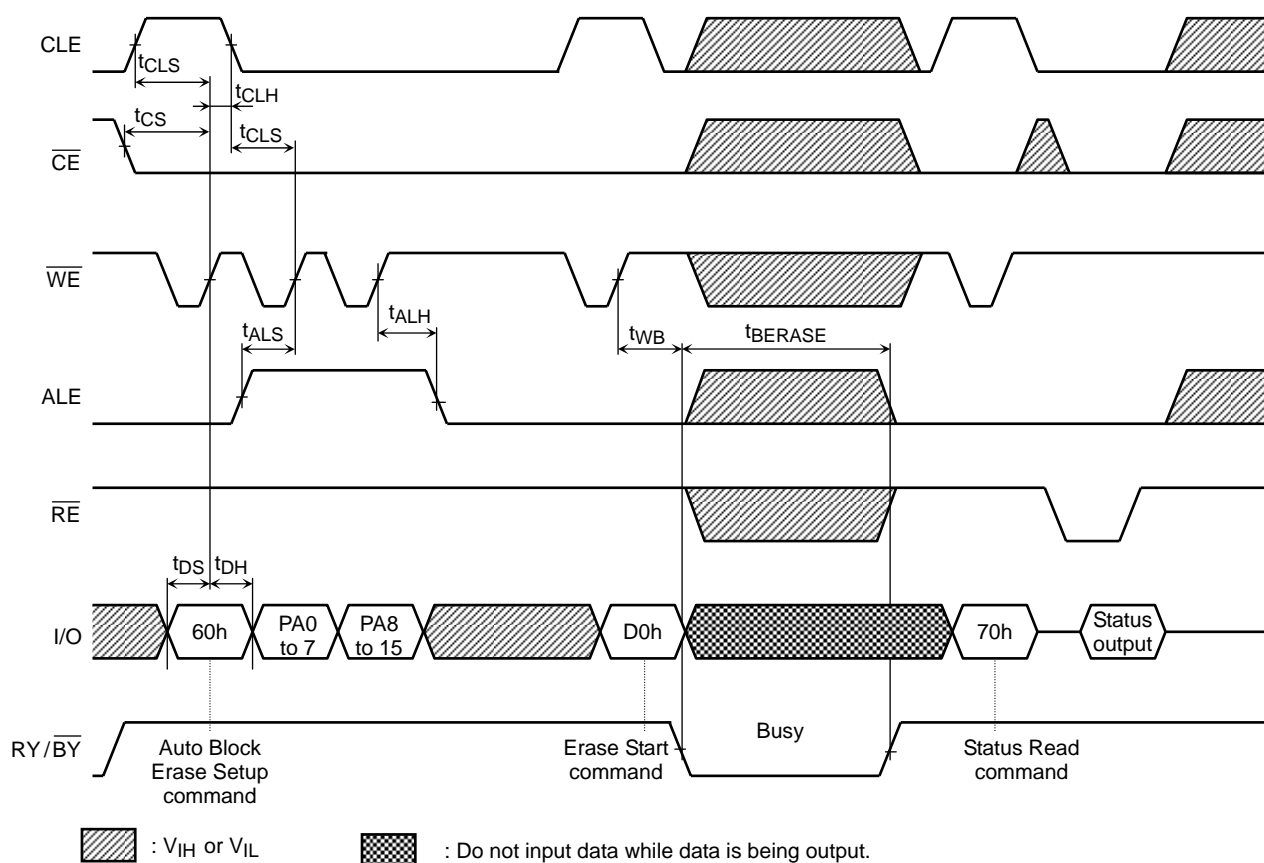 CLE
tCLS
tCLH
tCS
tCLS
CE
WE
tALS
tALH
tWB
tBERASE
ALE
RE
tDS
tDH
I/O
60h
PA0
to 7
PA8
to 15
D0h
70h
Status
output
RY/BY
Auto Block
Erase Setup
command
Erase Start
command
Busy
Status Read
command
: VIH or VIL
: Do not input data while data is being output.